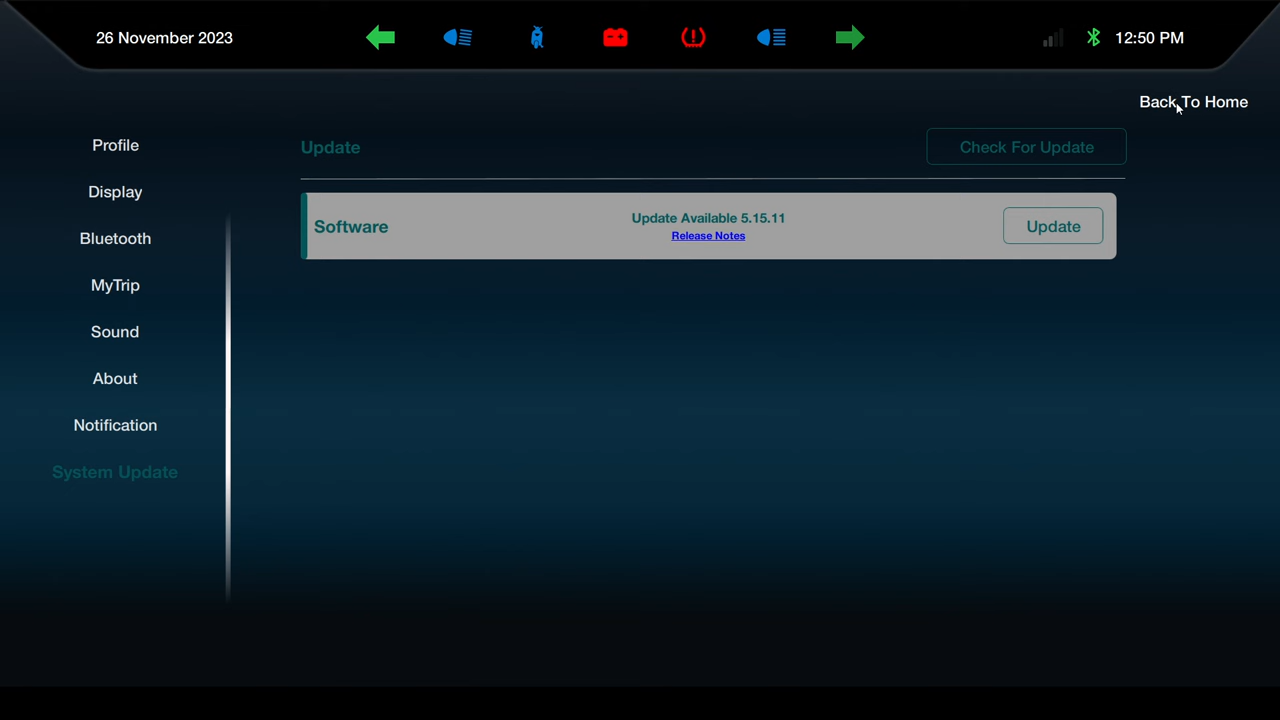 26 November 2023
12:50 PM
Back To Home
Profile
Display
Bluetooth
MyTrip
Sound
About
Notification
System Update
Update
Check For Update
Software
Update Available 5.15.11
Release Notes
Update